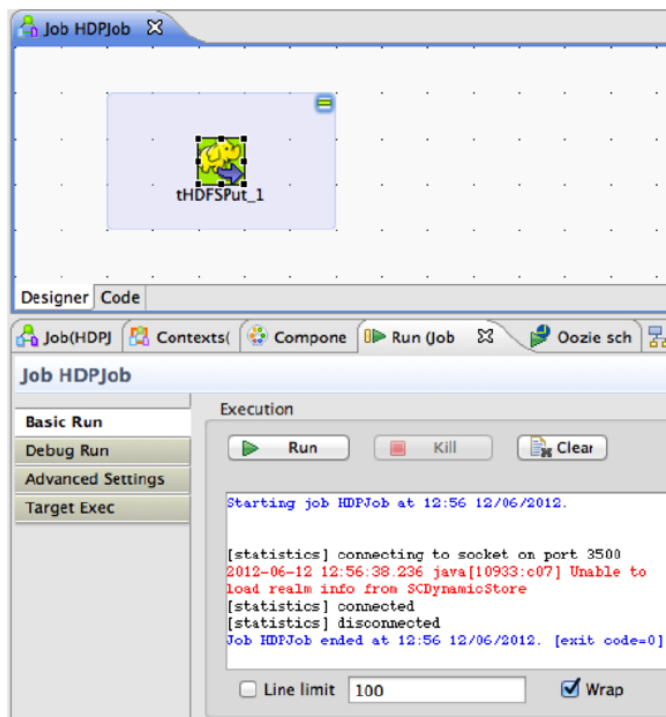 Job HDPJob
tHDFSPut_1
Designer Code
Job(HDPJ Contexts( Compone Run (Job Oozie sch
Job HDPJob
Basic Run
Debug Run
Advanced Settings
Target Exec
Execution
Run Kill Clear
Starting job HDPJob at 12:56 12/06/2012.
[statistics] connecting to socket on port 3500
2012-06-12 12:56:38.236 java[10933:c07] Unable to
load realm info from SCDynamicStore
[statistics] connected
[statistics] disconnected
Job HDPJob ended at 12:56 12/06/2012. [exit code=0]
Line limit 100 Wrap